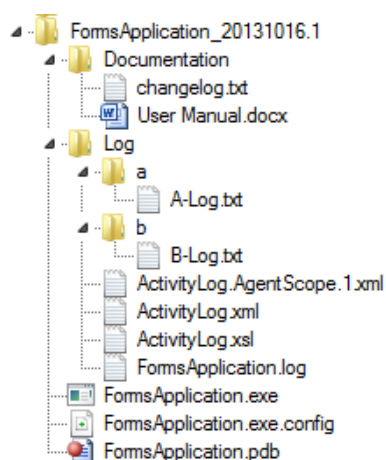 FormsApplication_20131016.1
Documentation
changelog.txt
User Manual.docx
Log
a
A-Log.txt
b
B-Log.txt
ActivityLog.AgentScope.1.xml
ActivityLog.xml
ActivityLog.xsl
FormsApplication.log
FormsApplication.exe
FormsApplication.exe.config
FormsApplication.pdb